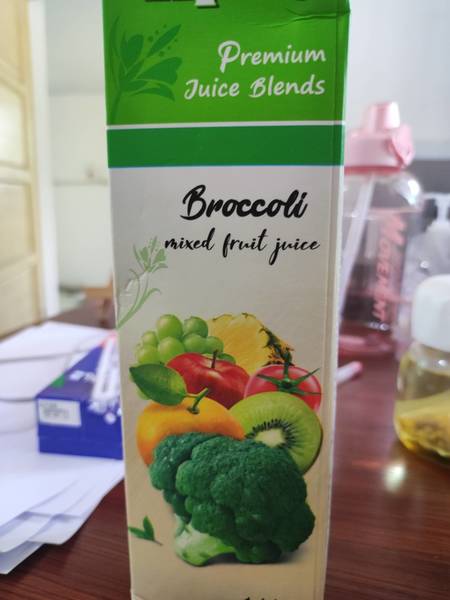 Premium
Juice Blends
Broccoli
mixed fruit juice